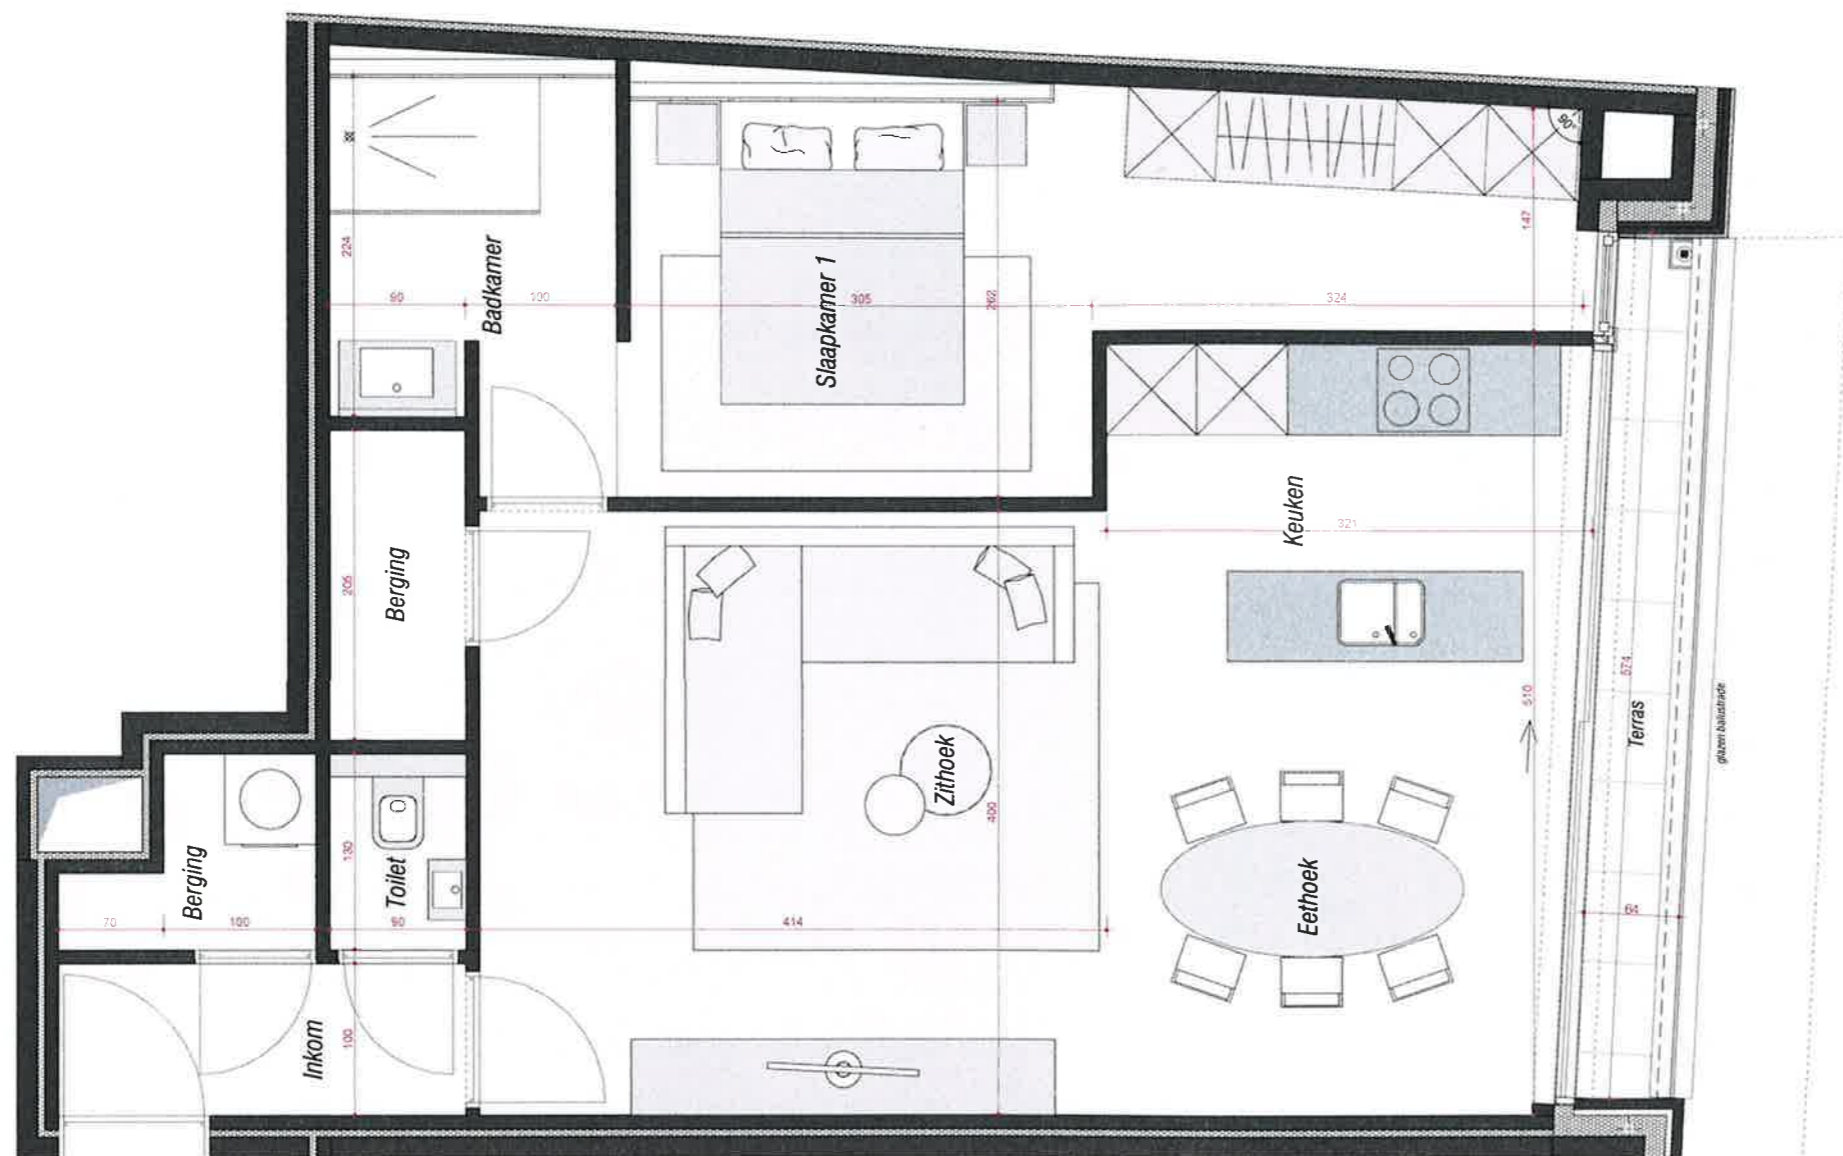 90°
224
Badkamer
90
100
Slaapkamer 1
305
262
147
324
Keuken
321
Berging
205
Zithoek
400
510
574
Terras
glazen balustrade
Berging
70
100
Toilet
130
90
414
Eethoek
64
Inkom
100